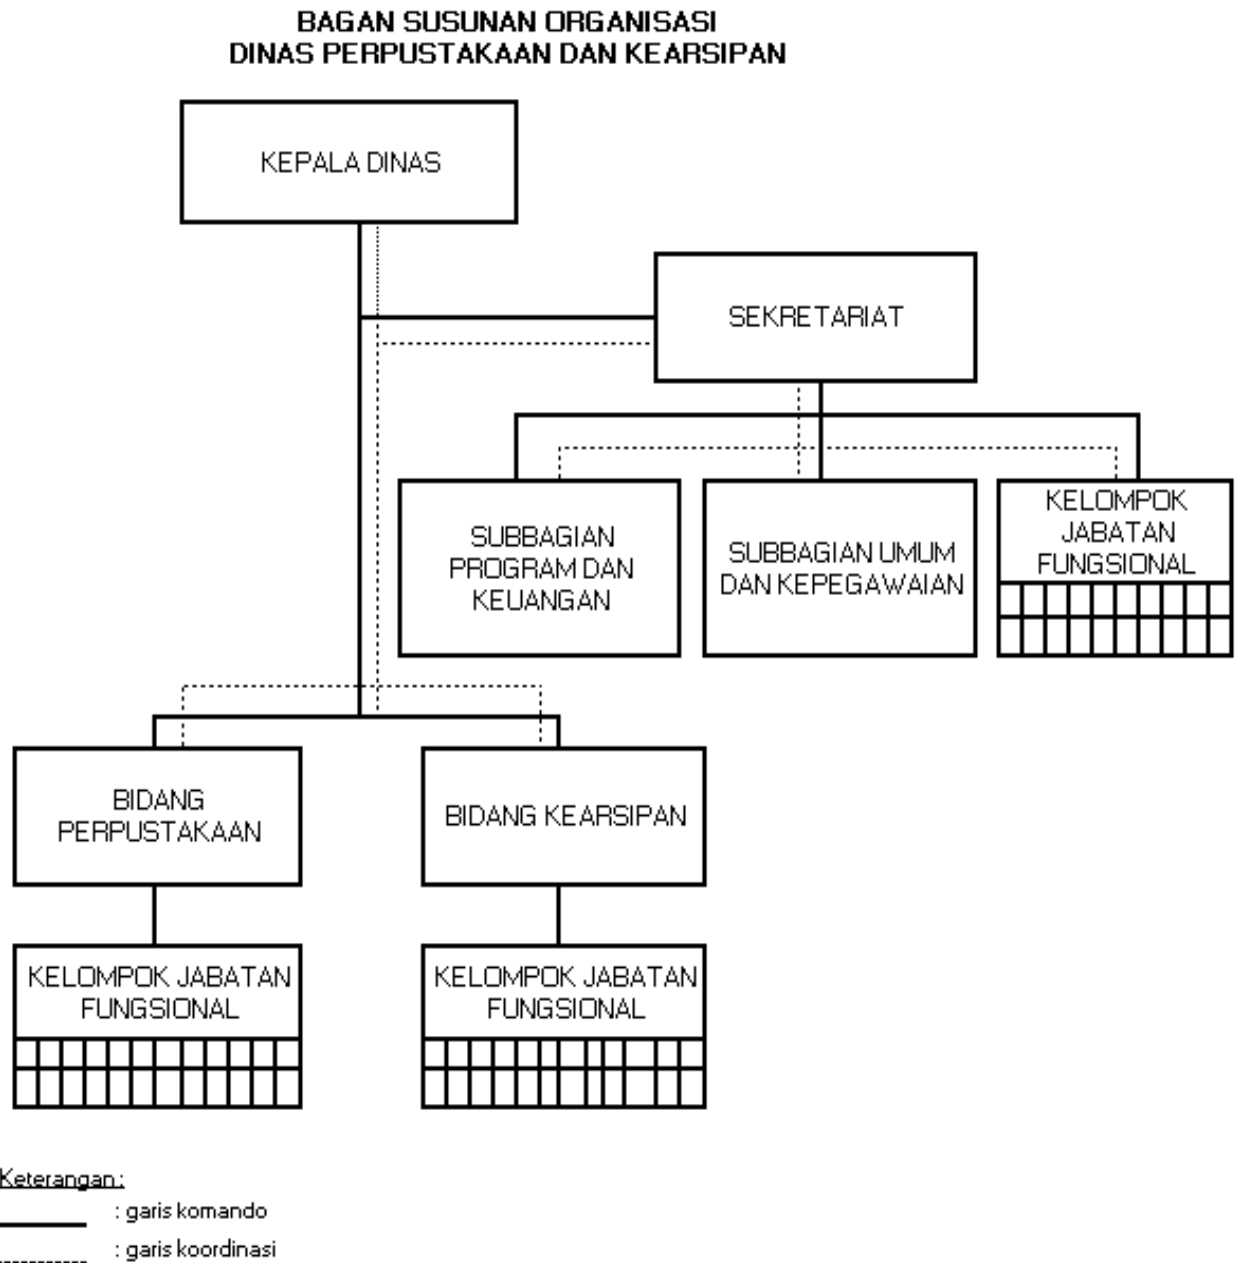 BAGAN SUSUNAN ORGANISASI
DINAS PERPUSTAKAAN DAN KEARSIPAN
KEPALA DINAS
SEKRETARIAT
SUBBAGIAN
PROGRAM DAN
KEUANGAN
SUBBAGIAN UMUM
DAN KEPEGAWAIAN
KELOMPOK
JABATAN
FUNGSIONAL
BIDANG
PERPUSTAKAAN
BIDANG KEARSIPAN
KELOMPOK JABATAN
FUNGSIONAL
KELOMPOK JABATAN
FUNGSIONAL
Keterangan :
: garis komando
: garis koordinasi